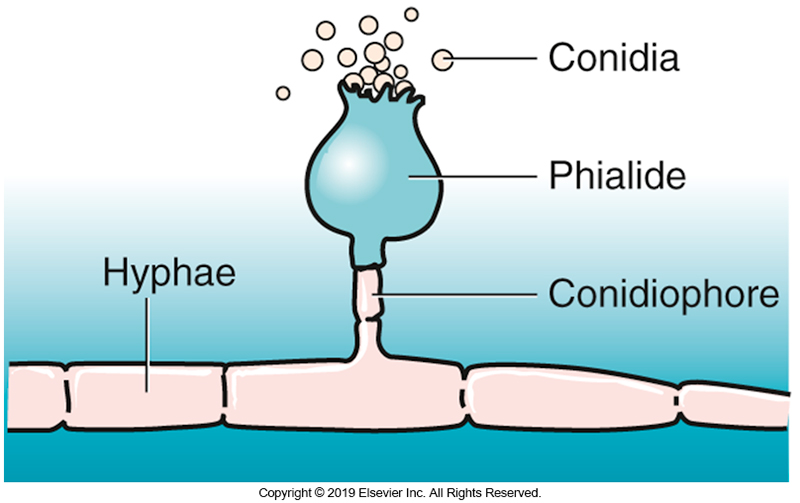 Conidia
Phialide
Hyphae
Conidiophore
Copyright © 2019 Elsevier Inc. All Rights Reserved.